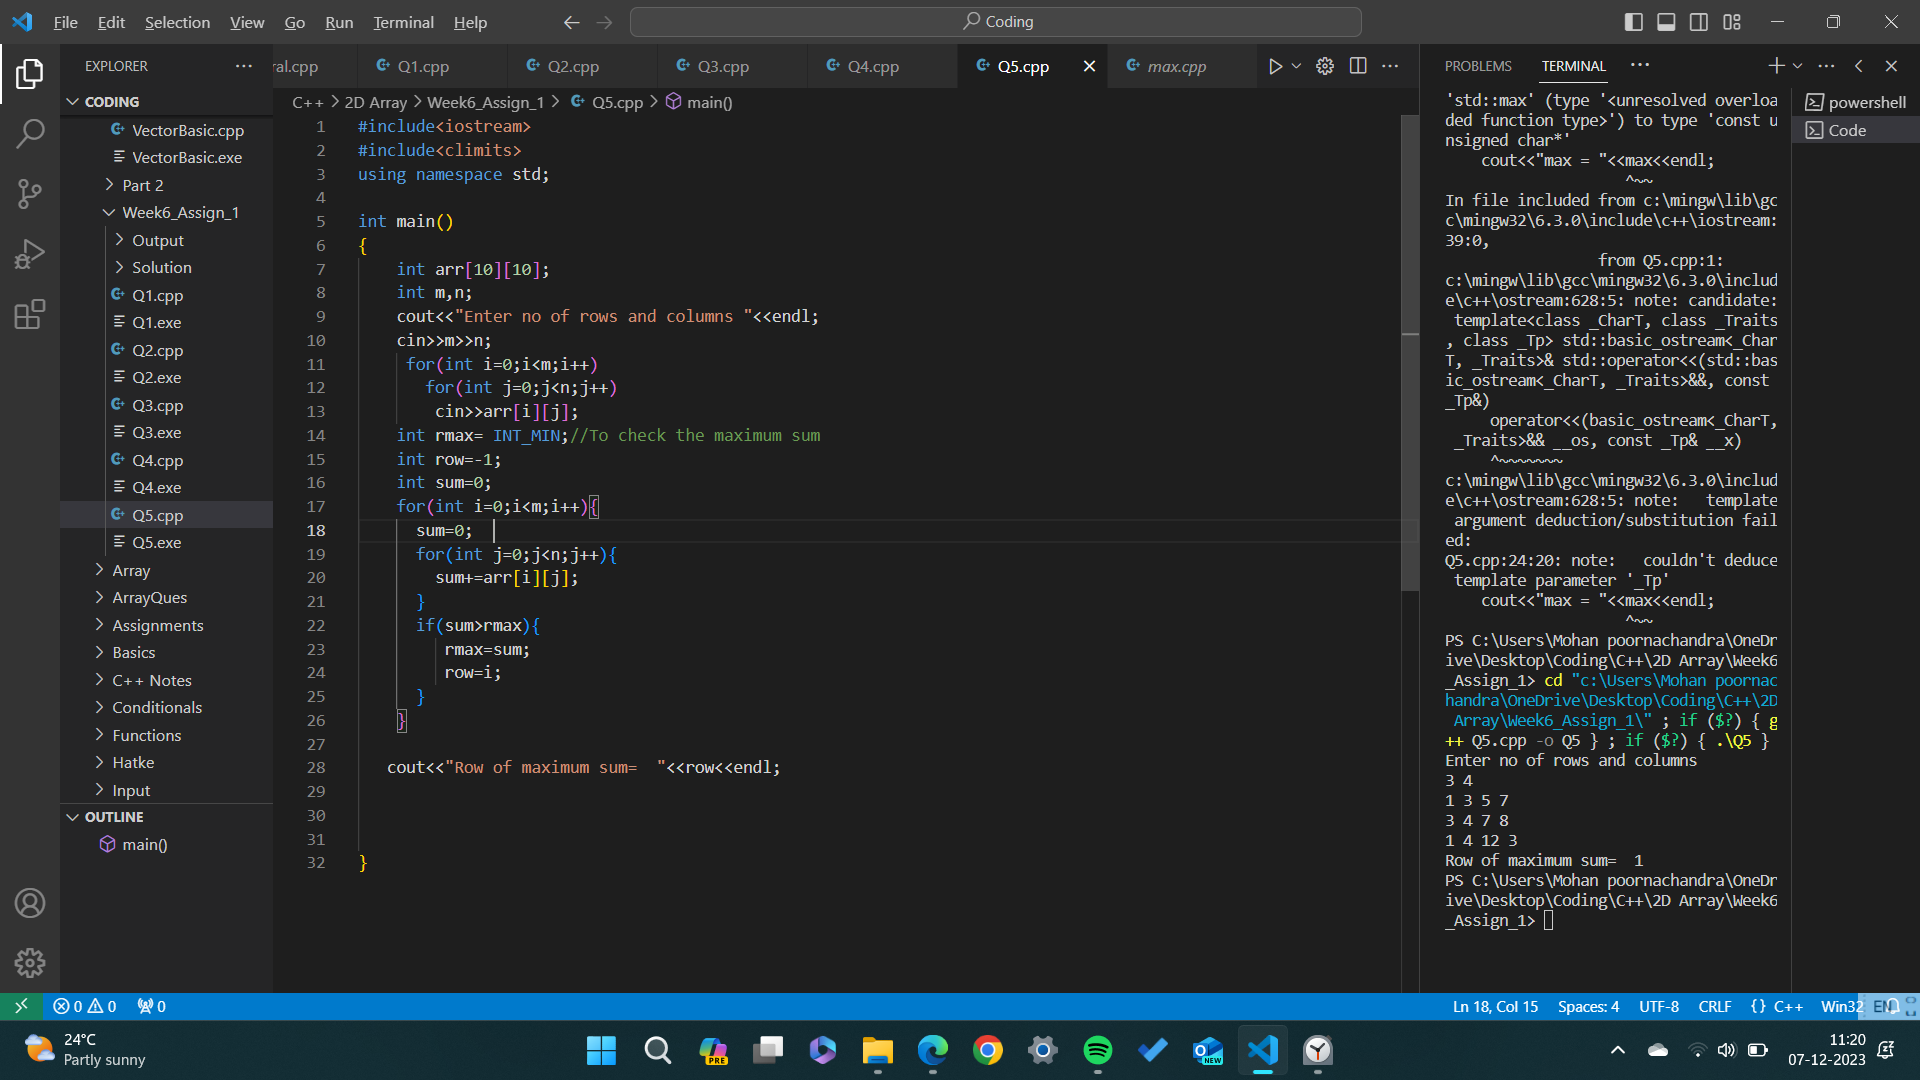 File Edit Selection View Go Run Terminal Help
Coding
EXPLORER
CODING
VectorBasic.cpp
VectorBasic.exe
Part 2
Week6_Assign_1
Output
Solution
Q1.cpp
Q1.exe
Q2.cpp
Q2.exe
Q3.cpp
Q3.exe
Q4.cpp
Q4.exe
Q5.cpp
Q5.exe
Array
ArrayQues
Assignments
Basics
C++ Notes
Conditionals
Functions
Hatke
Input
OUTLINE
main()
ral.cpp Q1.cpp Q2.cpp Q3.cpp Q4.cpp Q5.cpp max.cpp
C++ > 2D Array > Week6_Assign_1 > Q5.cpp > main()
1 #include<iostream>
2 #include<climits>
3 using namespace std;
4
5 int main()
6 {
7 int arr[10][10];
8 int m,n;
9 cout<<"Enter no of rows and columns "<<endl;
10 cin>>m>>n;
11 for(int i=0;i<m;i++)
12 for(int j=0;j<n;j++)
13 cin>>arr[i][j];
14 int rmax= INT_MIN;//To check the maximum sum
15 int row=-1;
16 int sum=0;
17 for(int i=0;i<m;i++){
18 sum=0;
19 for(int j=0;j<n;j++){
20 sum+=arr[i][j];
21 }
22 if(sum>rmax){
23 rmax=sum;
24 row=i;
25 }
26 }
27
28 cout<<"Row of maximum sum=  "<<row<<endl;
29
30
31
32 }
PROBLEMS TERMINAL
'std::max' (type '<unresolved overloa
ded function type>') to type 'const u
nsigned char*'
cout<<"max = "<<max<<endl;
^~~
In file included from c:\mingw\lib\gc
c\mingw32\6.3.0\include\c++\iostream:
39:0,
from Q5.cpp:1:
c:\mingw\lib\gcc\mingw32\6.3.0\includ
e\c++\ostream:628:5: note: candidate:
template<class _CharT, class _Traits
, class _Tp> std::basic_ostream<_Char
T, _Traits>& std::operator<<(std::bas
ic_ostream<_CharT, _Traits>&&, const
_Tp&)
operator<<(basic_ostream<_CharT,
_Traits>&& __os, const _Tp& __x)
^~~~~~~~
c:\mingw\lib\gcc\mingw32\6.3.0\includ
e\c++\ostream:628:5: note:   template
argument deduction/substitution fail
ed:
Q5.cpp:24:20: note:   couldn't deduce
template parameter '_Tp'
cout<<"max = "<<max<<endl;
^~~
PS C:\Users\Mohan poornachandra\OneDr
ive\Desktop\Coding\C++\2D Array\Week6
_Assign_1> cd "c:\Users\Mohan poornac
handra\OneDrive\Desktop\Coding\C++\2D
Array\Week6_Assign_1\" ; if ($?) { g
++ Q5.cpp -o Q5 } ; if ($?) { .\Q5 }
Enter no of rows and columns
3 4
1 3 5 7
3 4 7 8
1 4 12 3
Row of maximum sum=  1
PS C:\Users\Mohan poornachandra\OneDr
ive\Desktop\Coding\C++\2D Array\Week6
_Assign_1>
powershell
Code
0 0 0
Ln 18, Col 15 Spaces: 4 UTF-8 CRLF {} C++ Win32 EN
24°C
Partly sunny
PRE
NEW
11:20
07-12-2023